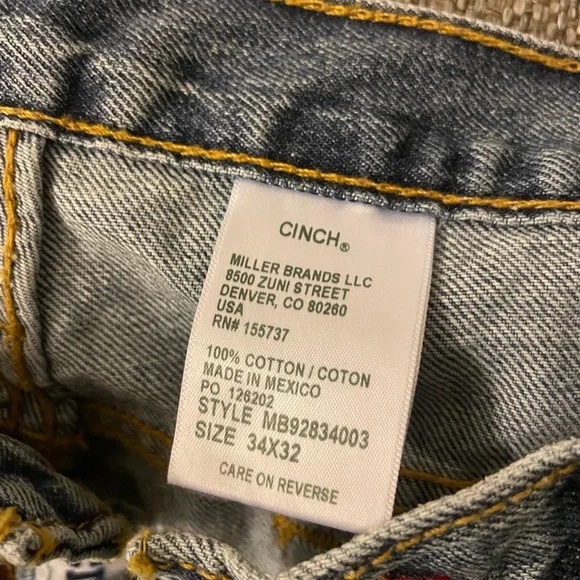 CINCH®
MILLER BRANDS LLC
8500 ZUNI STREET
DENVER, CO 80260
USA
RN# 155737
100% COTTON / COTON
MADE IN MEXICO
PO 126202
STYLE MB92834003
SIZE 34X32
CARE ON REVERSE